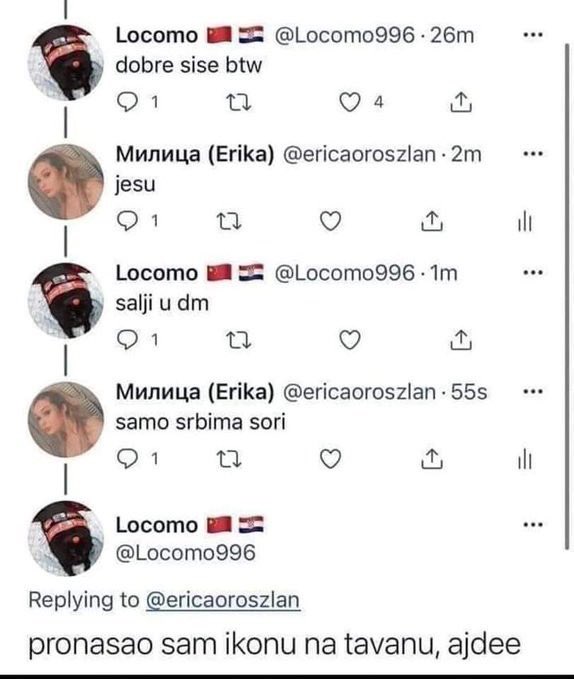 Locomo 🇨🇳 🇭🇷 @Locomo996 · 26m
dobre sise btw
1 4
Милица (Erika) @ericaoroszlan · 2m
jesu
1
Locomo 🇨🇳 🇭🇷 @Locomo996 · 1m
salji u dm
1
Милица (Erika) @ericaoroszlan · 55s
samo srbima sori
1
Locomo 🇨🇳 🇭🇷
@Locomo996
Replying to @ericaoroszlan
pronasao sam ikonu na tavanu, ajdee